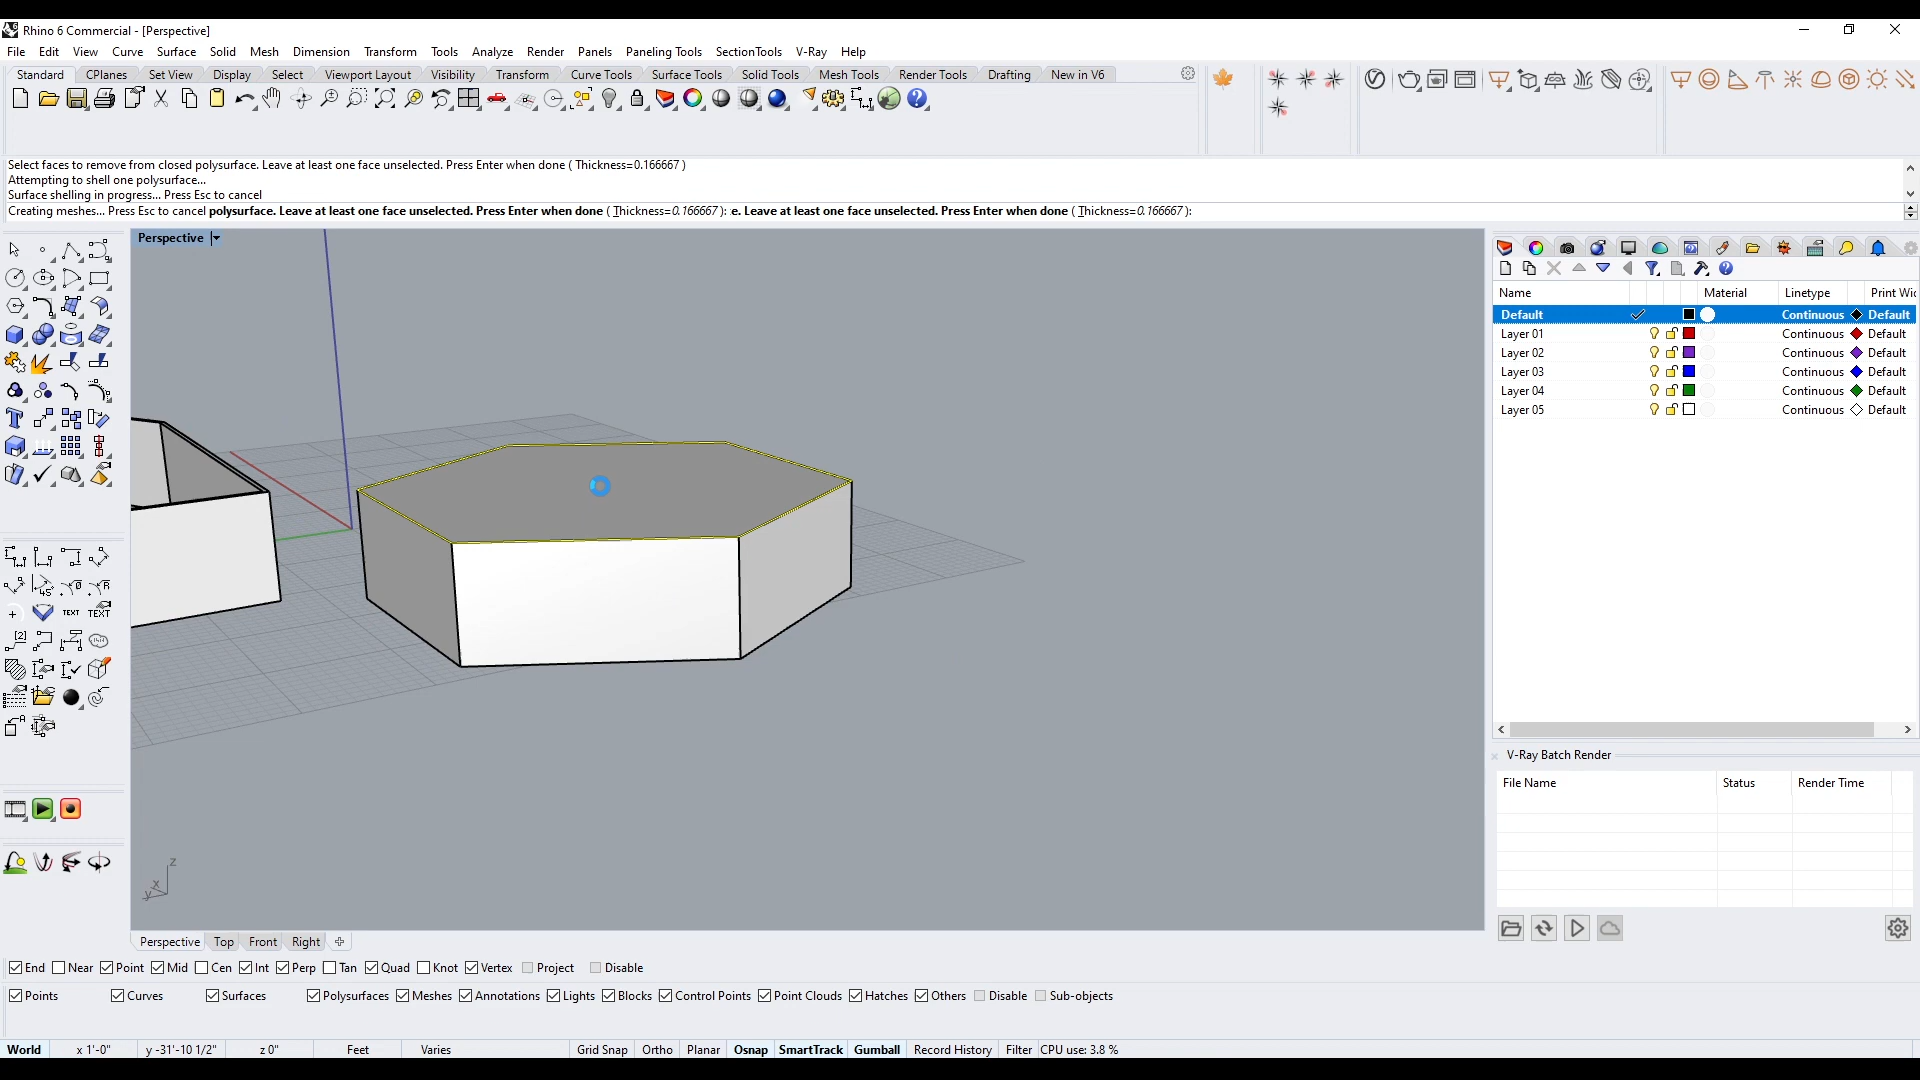 Rhino 6 Commercial - [Perspective]
File Edit View Curve Surface Solid Mesh Dimension Transform Tools Analyze Render Panels Paneling Tools SectionTools V-Ray Help
Standard CPlanes Set View Display Select Viewport Layout Visibility Transform Curve Tools Surface Tools Solid Tools Mesh Tools Render Tools Drafting New in V6
Select faces to remove from closed polysurface. Leave at least one face unselected. Press Enter when done ( Thickness=0.166667 )
Attempting to shell one polysurface...
Surface shelling in progress... Press Esc to cancel
Creating meshes... Press Esc to cancel polysurface. Leave at least one face unselected. Press Enter when done ( Thickness=0.166667 ): e. Leave at least one face unselected. Press Enter when done ( Thickness=0.166667 ):
Perspective
Name Material Linetype Print Wi
Default Continuous Default
Layer 01 Continuous Default
Layer 02 Continuous Default
Layer 03 Continuous Default
Layer 04 Continuous Default
Layer 05 Continuous Default
TEXT TEXT
z
x
y
V-Ray Batch Render
File Name Status Render Time
Perspective Top Front Right
End Near Point Mid Cen Int Perp Tan Quad Knot Vertex Project Disable
Points Curves Surfaces Polysurfaces Meshes Annotations Lights Blocks Control Points Point Clouds Hatches Others Disable Sub-objects
World x 1'-0" y -31'-10 1/2" z 0" Feet Varies Grid Snap Ortho Planar Osnap SmartTrack Gumball Record History Filter CPU use: 3.8 %